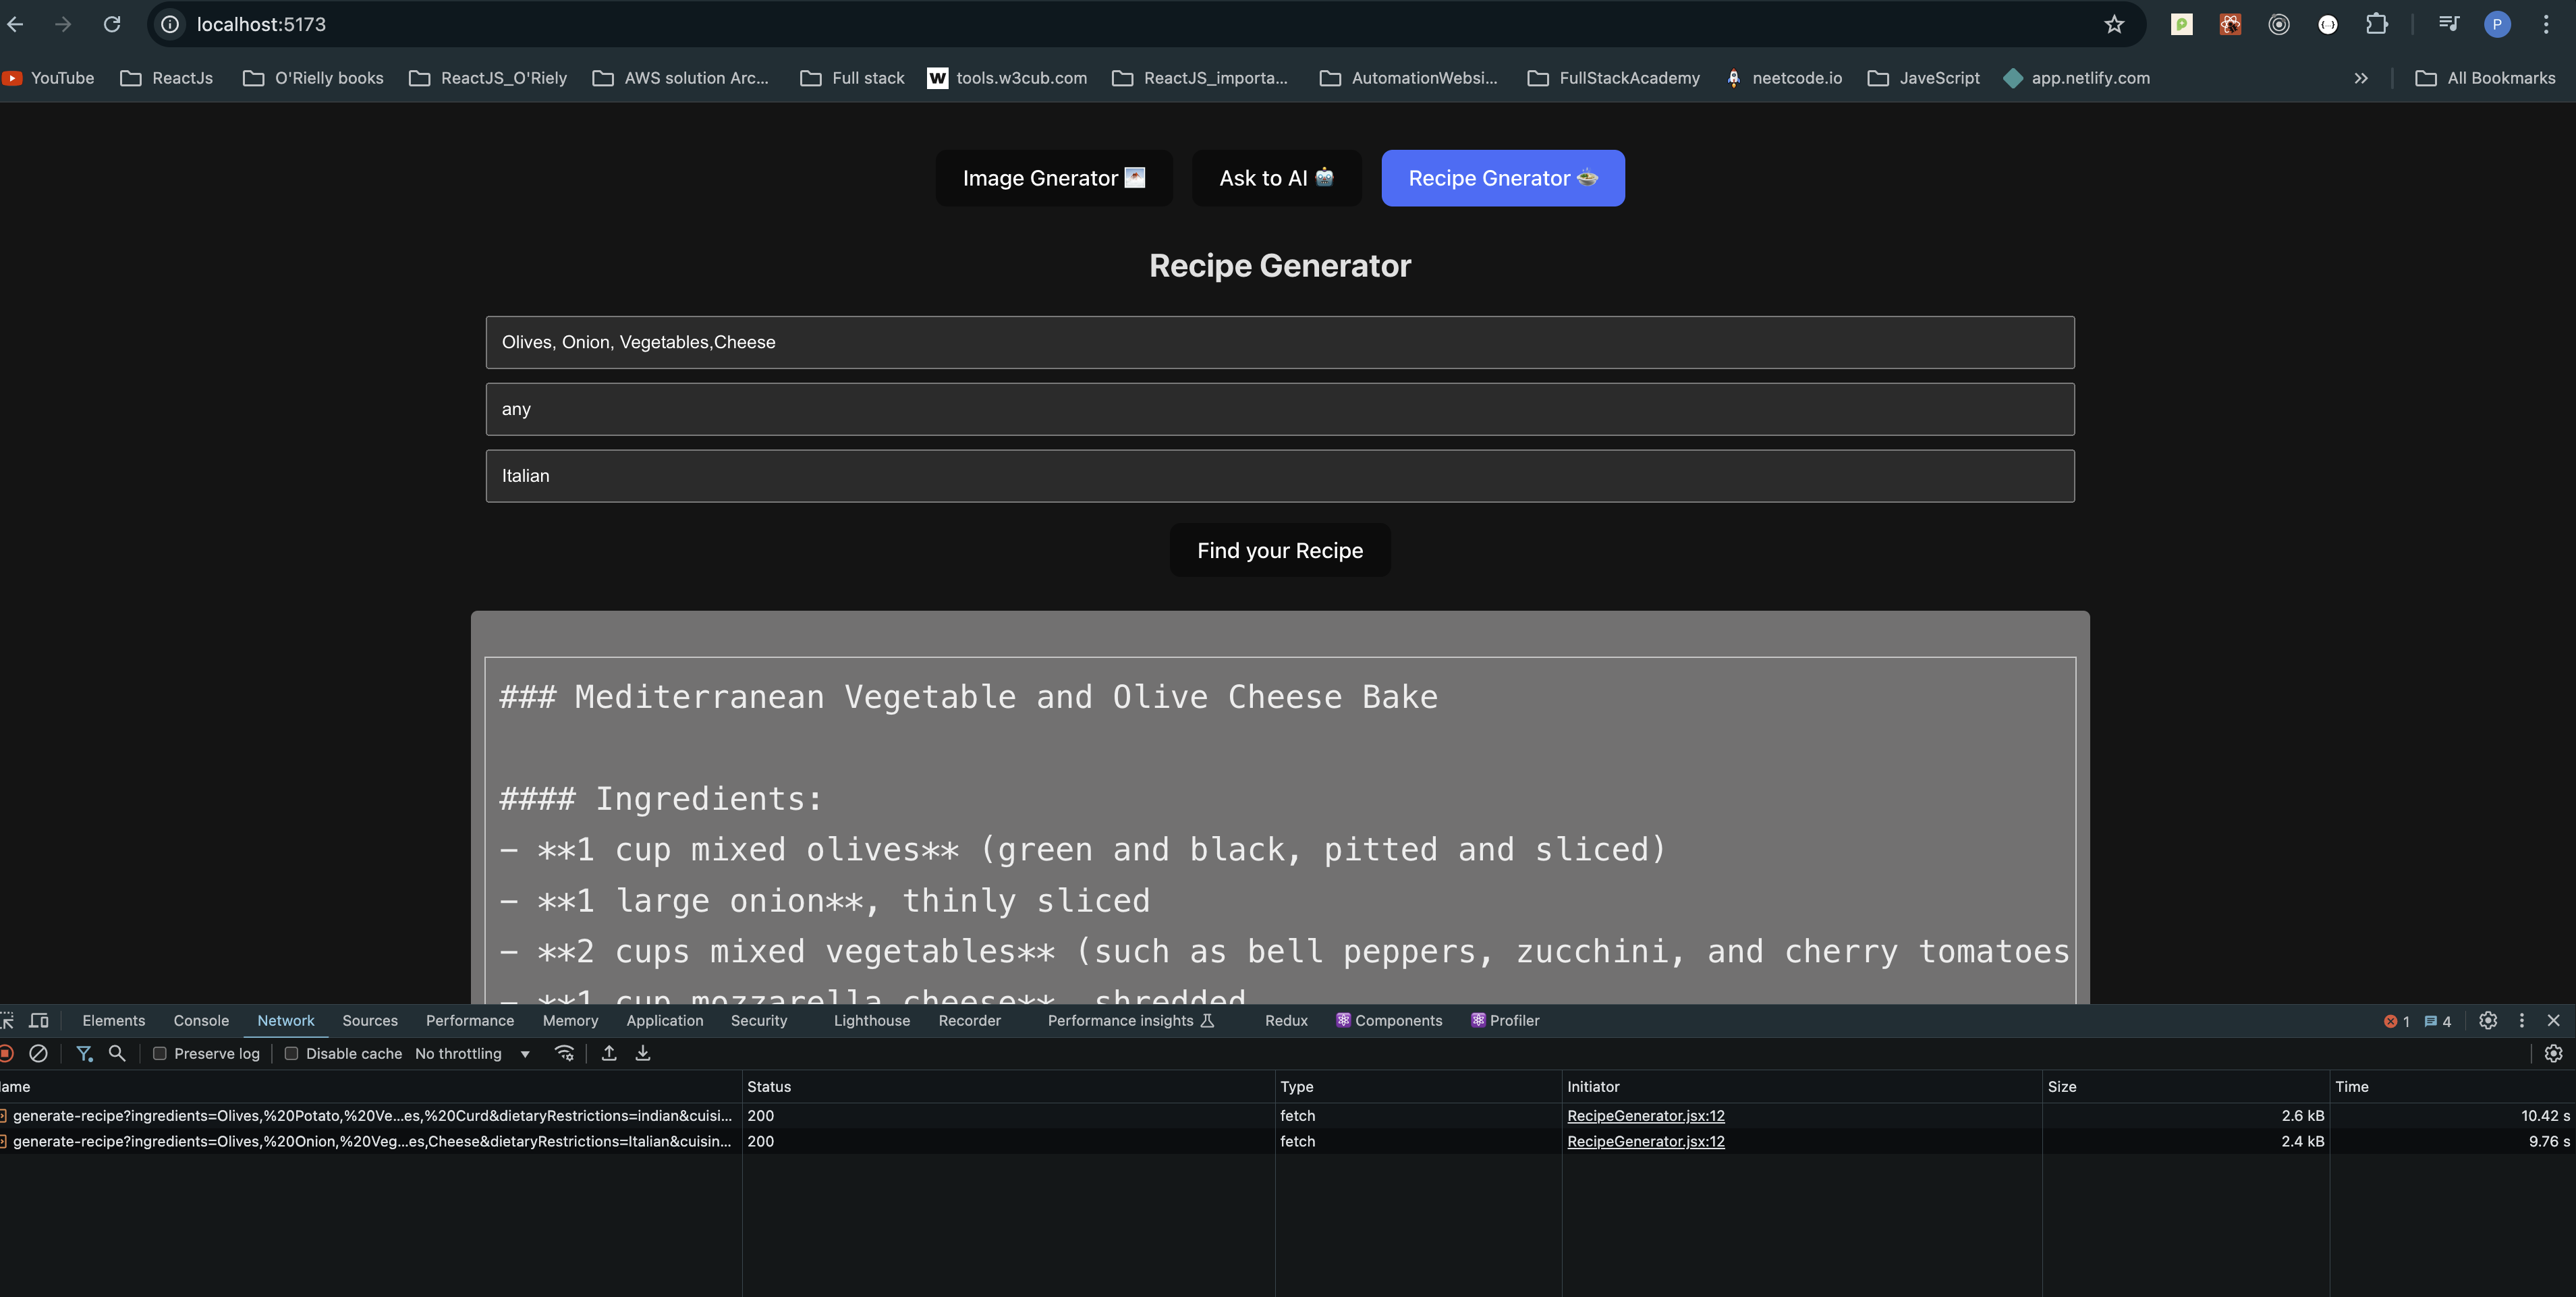 localhost:5173
P
YouTube ReactJs O'Rielly books ReactJS_O'Riely AWS solution Arc... Full stack W tools.w3cub.com ReactJS_importa... AutomationWebsi... FullStackAcademy neetcode.io JaveScript app.netlify.com » All Bookmarks
Image Gnerator Ask to AI Recipe Gnerator
Recipe Generator
Olives, Onion, Vegetables,Cheese
any
Italian
Find your Recipe
### Mediterranean Vegetable and Olive Cheese Bake
#### Ingredients:
- **1 cup mixed olives** (green and black, pitted and sliced)
- **1 large onion**, thinly sliced
- **2 cups mixed vegetables** (such as bell peppers, zucchini, and cherry tomatoes
- **1 cup mozzarella cheese**, shredded
Elements Console Network Sources Performance Memory Application Security Lighthouse Recorder Performance insights Redux Components Profiler 1 4
Preserve log Disable cache No throttling
ame Status Type Initiator Size Time
generate-recipe?ingredients=Olives,%20Potato,%20Ve...es,%20Curd&dietaryRestrictions=indian&cuisi... 200 fetch RecipeGenerator.jsx:12 2.6 kB 10.42 s
generate-recipe?ingredients=Olives,%20Onion,%20Veg...es,Cheese&dietaryRestrictions=Italian&cuisin... 200 fetch RecipeGenerator.jsx:12 2.4 kB 9.76 s